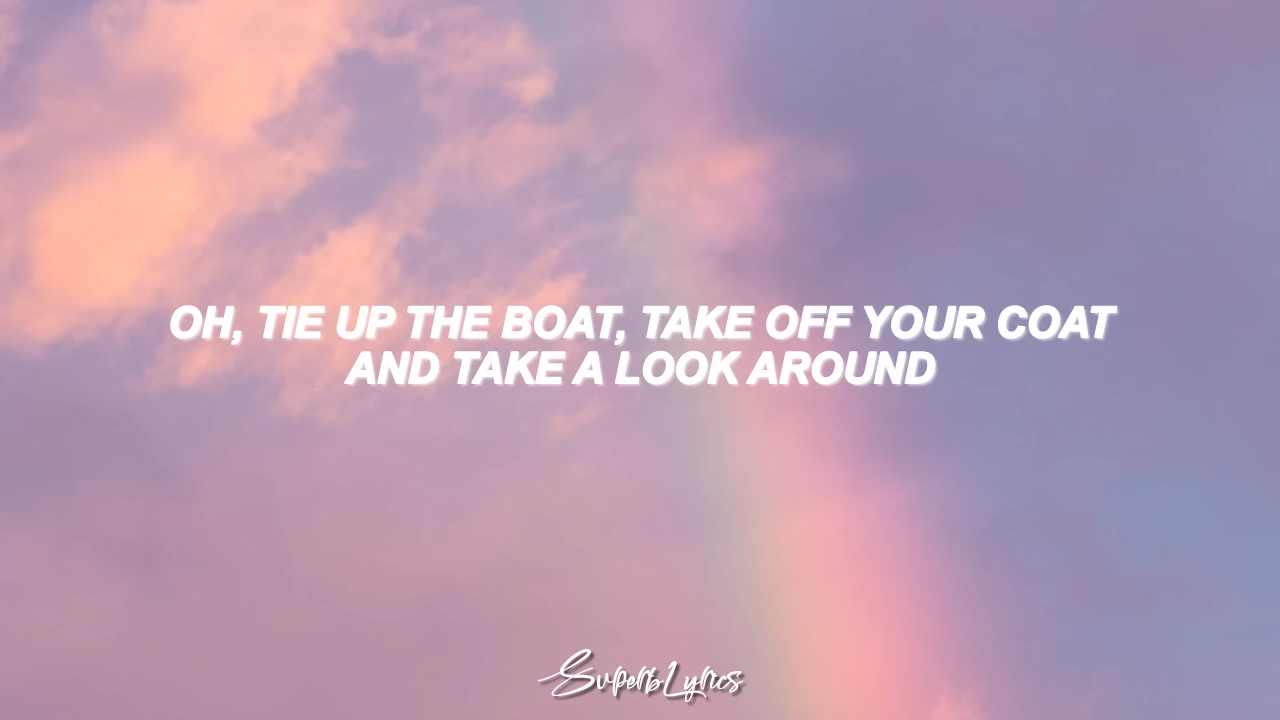 OH, TIE UP THE BOAT, TAKE OFF YOUR COAT
AND TAKE A LOOK AROUND
SuperbLyrics